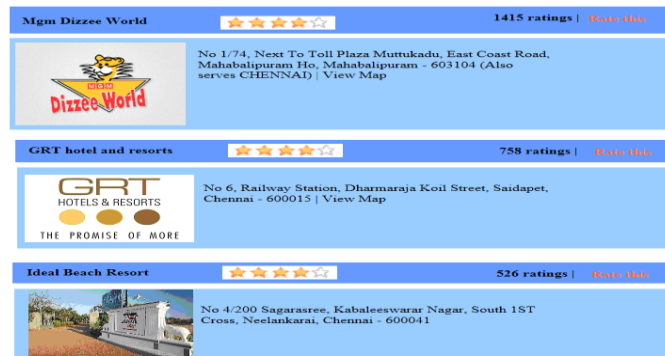 Mgm Dizzee World 1415 ratings | Rate this
MGM
Dizzee World
No 1/74, Next To Toll Plaza Muttukadu, East Coast Road,
Mahabalipuram Ho, Mahabalipuram - 603104 (Also
serves CHENNAI) | View Map
GRT hotel and resorts 758 ratings | Rate this
GRT
HOTELS & RESORTS
THE PROMISE OF MORE
No 6, Railway Station, Dharmaraja Koil Street, Saidapet,
Chennai - 600015 | View Map
Ideal Beach Resort 526 ratings | Rate this
No 4/200 Sagarasree, Kabaleeswarar Nagar, South 1ST
Cross, Neelankarai, Chennai - 600041